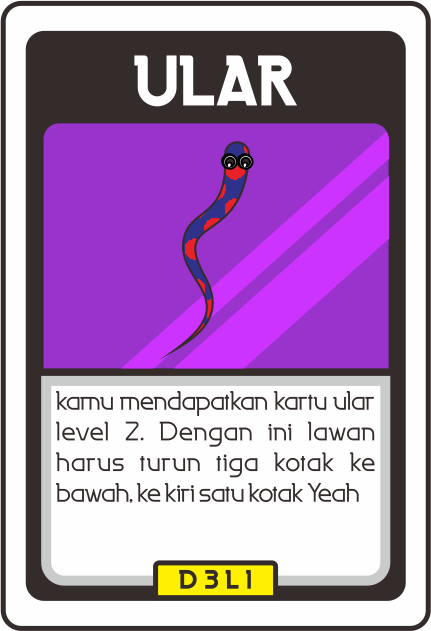 ULAR
kamu mendapatkan kartu ular
level 2. Dengan ini lawan
harus turun tiga kotak ke
bawah, ke kiri satu kotak Yeah
D3L1